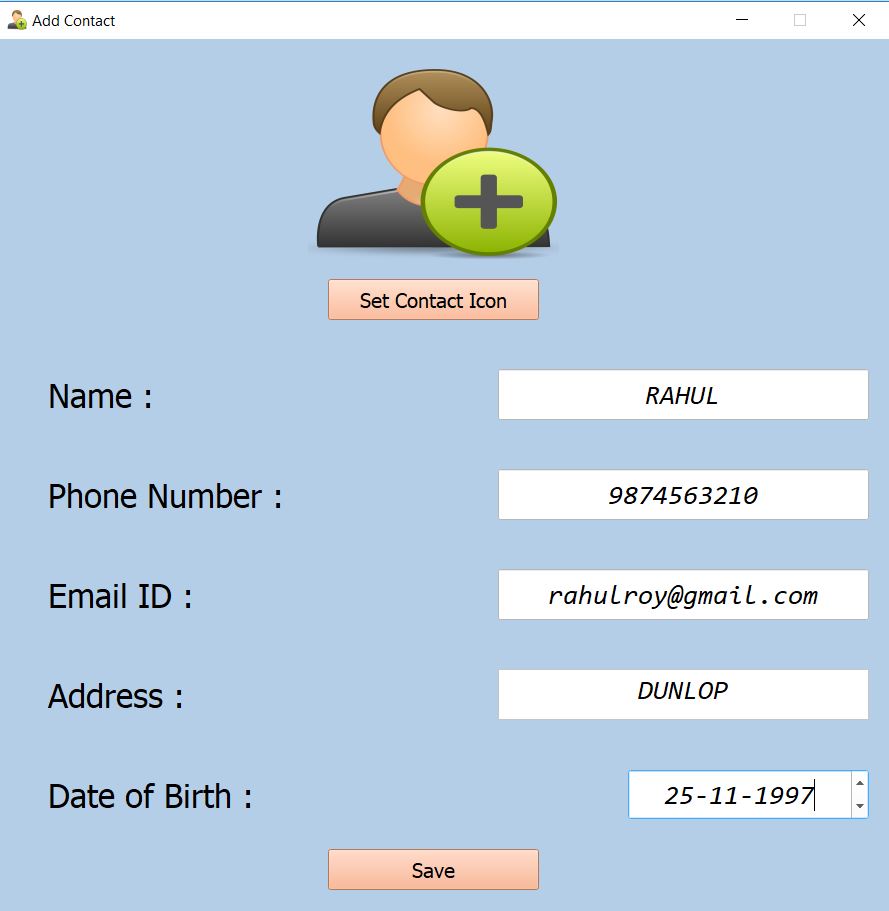 Add Contact
Set Contact Icon
Name : RAHUL
Phone Number : 9874563210
Email ID : rahulroy@gmail.com
Address : DUNLOP
Date of Birth : 25-11-1997
Save